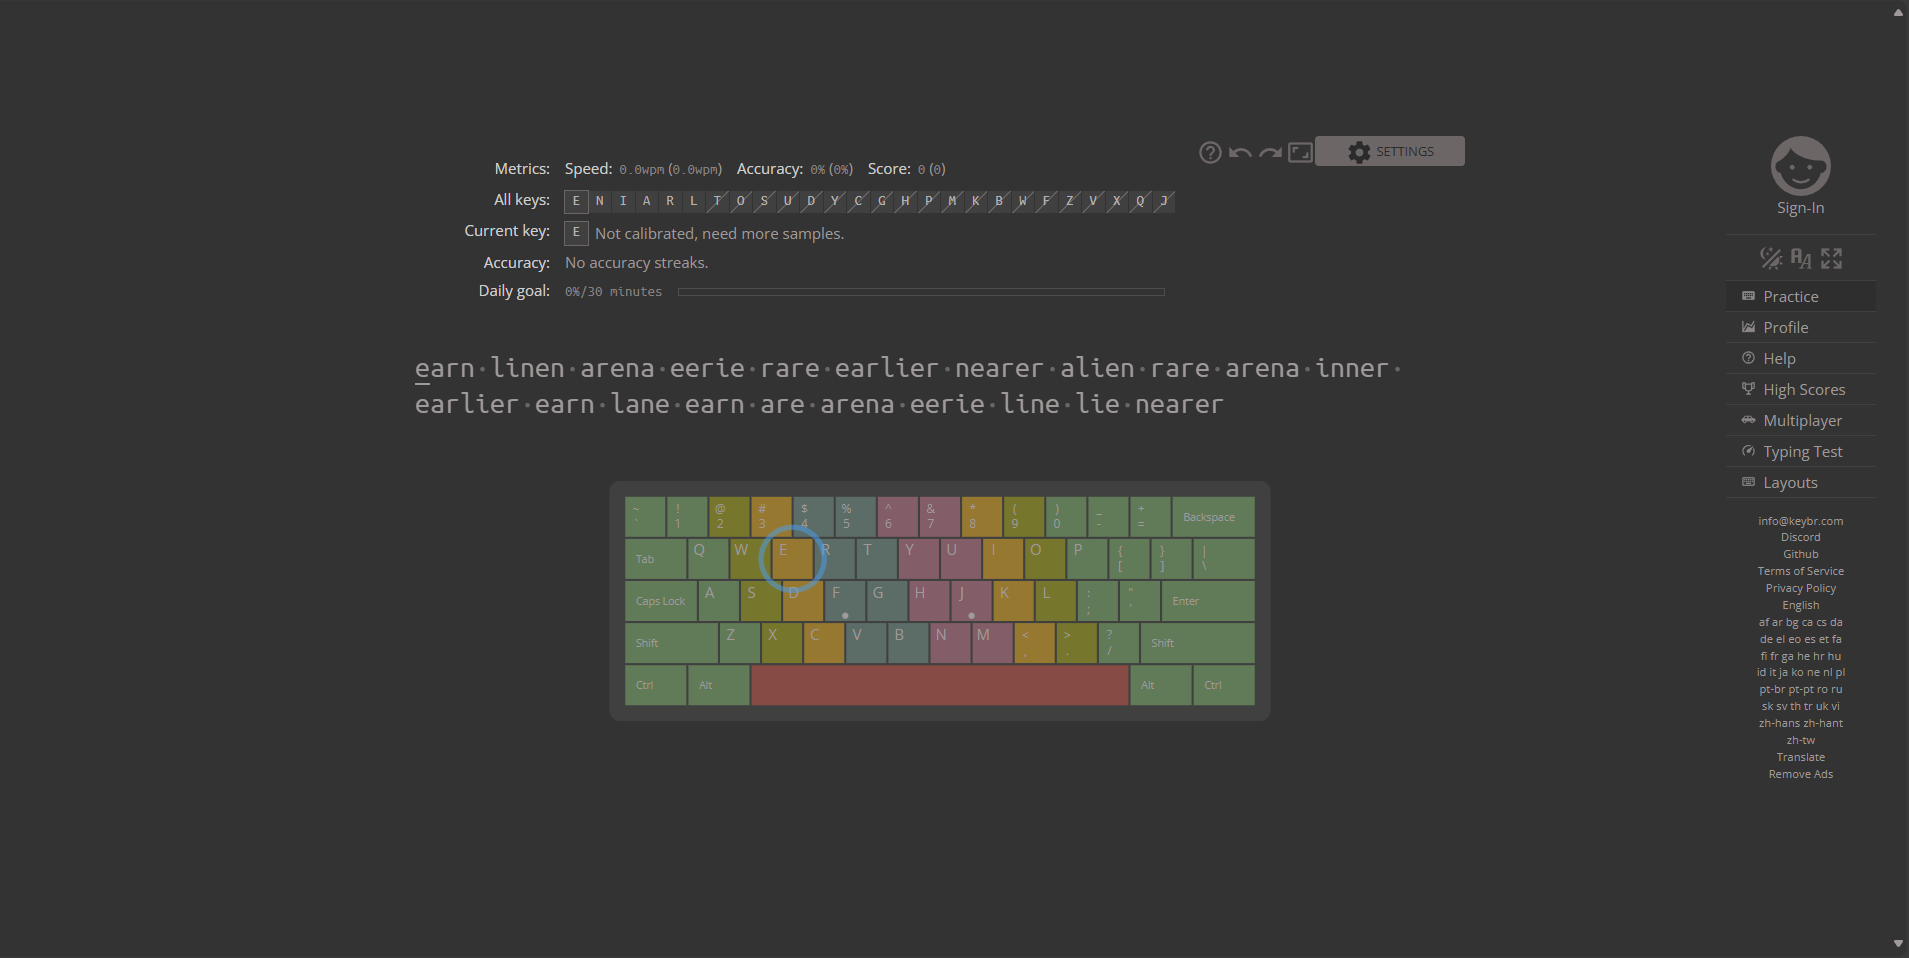 Metrics: Speed: 0.0wpm (0.0wpm) Accuracy: 0% (0%) Score: 0 (0)
SETTINGS
All keys: E N I A R L T O S U D Y C G H P M K B W F Z V X Q J
Current key: E Not calibrated, need more samples.
Accuracy: No accuracy streaks.
Daily goal: 0%/30 minutes
earn·linen·arena·eerie·rare·earlier·nearer·alien·rare·arena·inner·
earlier·earn·lane·earn·are·arena·eerie·line·lie·nearer
~ ! @ # $ % ^ & * ( ) _ +
` 1 2 3 4 5 6 7 8 9 0 - = Backspace
Tab Q W E R T Y U I O P { } |
[ ] \
Caps Lock A S D F G H J K L : " Enter
; '
Shift Z X C V B N M < > ? Shift
, . /
Ctrl Alt Alt Ctrl
Sign-In
AA
Practice
Profile
Help
High Scores
Multiplayer
Typing Test
Layouts
info@keybr.com
Discord
Github
Terms of Service
Privacy Policy
English
af ar bg ca cs da
de el eo es et fa
fi fr ga he hr hu
id it ja ko ne nl pl
pt-br pt-pt ro ru
sk sv th tr uk vi
zh-hans zh-hant
zh-tw
Translate
Remove Ads